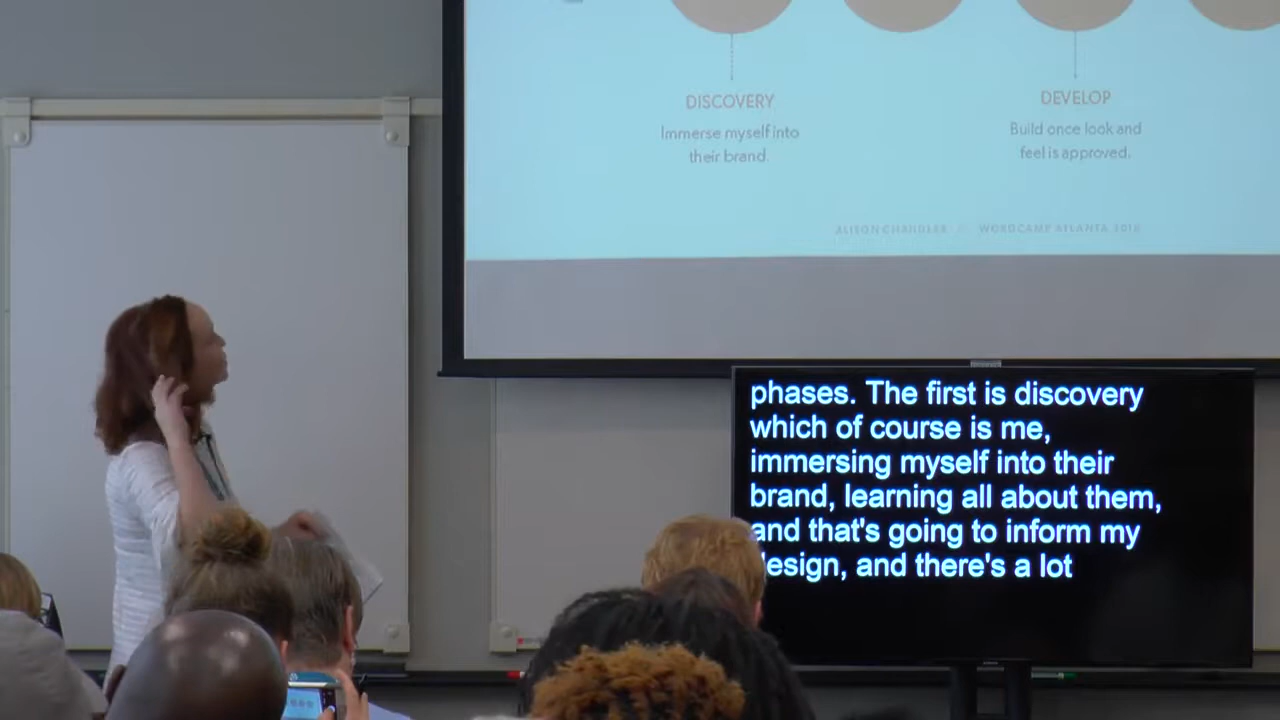 DISCOVERY
Immerse myself into
their brand.
DEVELOP
Build once look and
feel is approved.
ALISON CHANDLER WORDCAMP ATLANTA 2018
phases. The first is discovery
which of course is me,
immersing myself into their
brand, learning all about them,
and that's going to inform my
design, and there's a lot